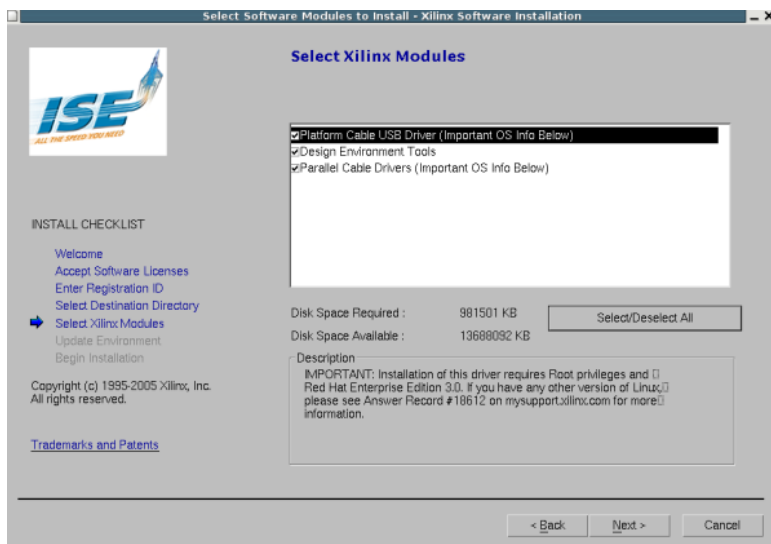 Select Software Modules to Install - Xilinx Software Installation
Select Xilinx Modules
ISE
ALL THE SPEED YOU NEED
Platform Cable USB Driver (Important OS Info Below)
Design Environment Tools
Parallel Cable Drivers (Important OS Info Below)
INSTALL CHECKLIST
Welcome
Accept Software Licenses
Enter Registration ID
Select Destination Directory
Select Xilinx Modules
Update Environment
Begin Installation
Copyright (c) 1995-2005 Xilinx, Inc.
All rights reserved.
Trademarks and Patents
Disk Space Required : 981501 KB
Select/Deselect All
Disk Space Available : 13688092 KB
Description
IMPORTANT: Installation of this driver requires Root privileges and
Red Hat Enterprise Edition 3.0. If you have any other version of Linux,
please see Answer Record #18612 on mysupport.xilinx.com for more
information.
< Back
Next >
Cancel